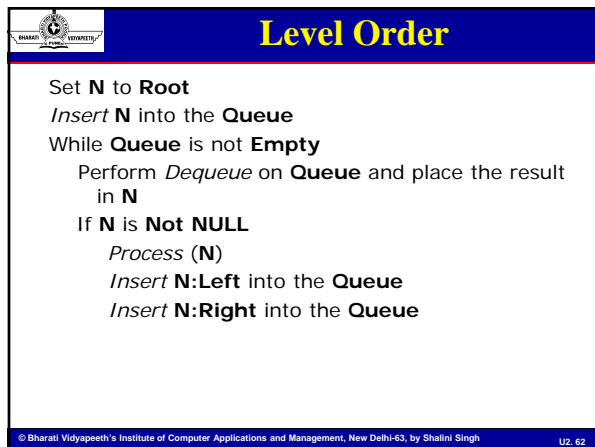 BHARATI VIDYAPEETH
PUNE
Level Order
Set N to Root
Insert N into the Queue
While Queue is not Empty
Perform Dequeue on Queue and place the result
in N
If N is Not NULL
Process (N)
Insert N:Left into the Queue
Insert N:Right into the Queue
© Bharati Vidyapeeth's Institute of Computer Applications and Management, New Delhi-63, by Shalini Singh
U2. 62